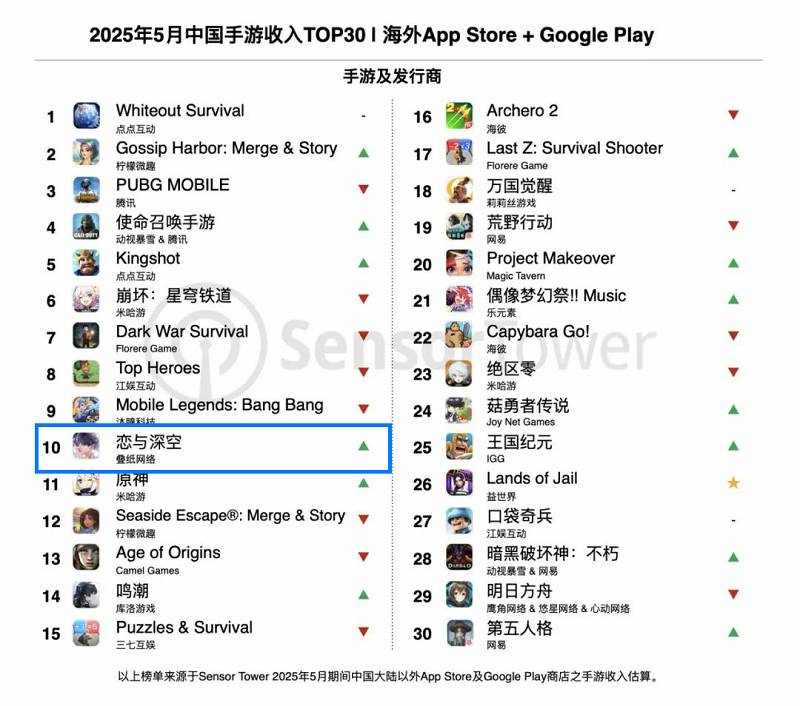 2025年5月中国手游收入TOP30 | 海外App Store + Google Play
手游及发行商
1 Whiteout Survival -
点点互动
2 Gossip Harbor: Merge & Story ▲
柠檬微趣
3 PUBG MOBILE ▼
腾讯
4 使命召唤手游 ▲
动视暴雪 & 腾讯
5 Kingshot ▲
点点互动
6 崩坏：星穹铁道 ▼
米哈游
7 Dark War Survival ▼
Florere Game
8 Top Heroes ▼
江娱互动
9 Mobile Legends: Bang Bang ▼
沐瞳科技
10 恋与深空 ▲
叠纸网络
11 原神 ▲
米哈游
12 Seaside Escape®: Merge & Story ▼
柠檬微趣
13 Age of Origins ▼
Camel Games
14 鸣潮 ▲
库洛游戏
15 Puzzles & Survival ▼
三七互娱
16 Archero 2 ▼
海彼
17 Last Z: Survival Shooter ▲
Florere Game
18 万国觉醒 -
莉莉丝游戏
19 荒野行动 ▼
网易
20 Project Makeover ▲
Magic Tavern
21 偶像梦幻祭!! Music ▲
乐元素
22 Capybara Go! ▼
海彼
23 绝区零 ▼
米哈游
24 菇勇者传说 ▲
Joy Net Games
25 王国纪元 ▲
IGG
26 Lands of Jail ★
益世界
27 口袋奇兵 -
江娱互动
28 暗黑破坏神：不朽 ▲
动视暴雪 & 网易
29 明日方舟 ▼
鹰角网络 & 悠星网络 & 心动网络
30 第五人格 ▲
网易
SensorTower
以上榜单来源于Sensor Tower 2025年5月期间中国大陆以外App Store及Google Play商店之手游收入估算。